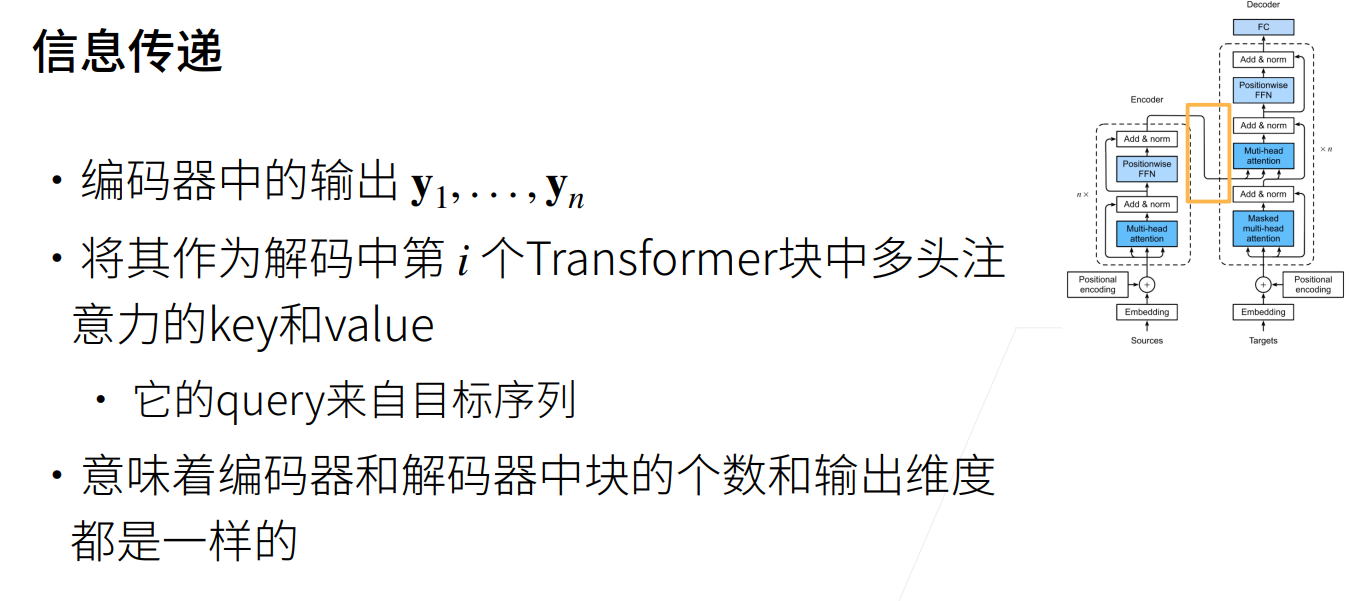 信息传递
• 编码器中的输出 y₁, . . . , yₙ
• 将其作为解码中第 i 个Transformer块中多头注
意力的key和value
• 它的query来自目标序列
• 意味着编码器和解码器中块的个数和输出维度
都是一样的
Decoder
FC
Add & norm
Positionwise
FFN
Add & norm
Muti-head
attention
× n
Add & norm
Masked
multi-head
attention
Positional
encoding
+
Embedding
Targets
Encoder
Add & norm
Positionwise
FFN
n ×
Add & norm
Multi-head
attention
Positional
encoding
+
Embedding
Sources